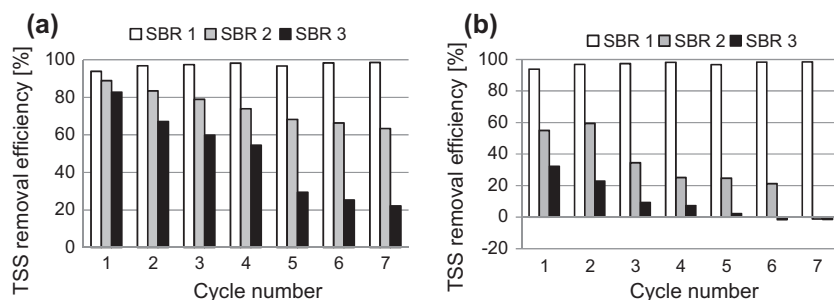 (a)
SBR 1 SBR 2 SBR 3
TSS removal efficiency [%]
100
80
60
40
20
0
1 2 3 4 5 6 7
Cycle number
(b)
SBR 1 SBR 2 SBR 3
TSS removal efficiency [%]
100
80
60
40
20
0
-20
1 2 3 4 5 6 7
Cycle number